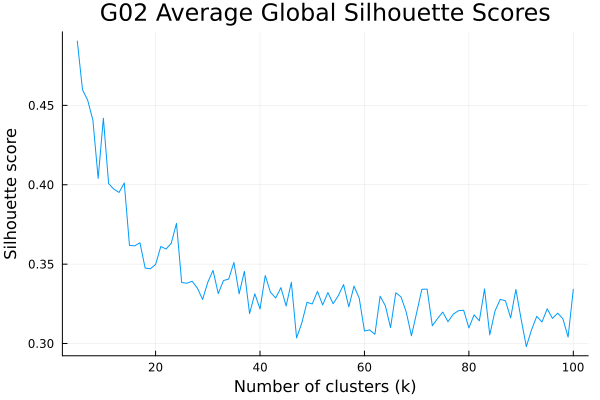 G02 Average Global Silhouette Scores
Silhouette score
0.45
0.40
0.35
0.30
20 40 60 80 100
Number of clusters (k)